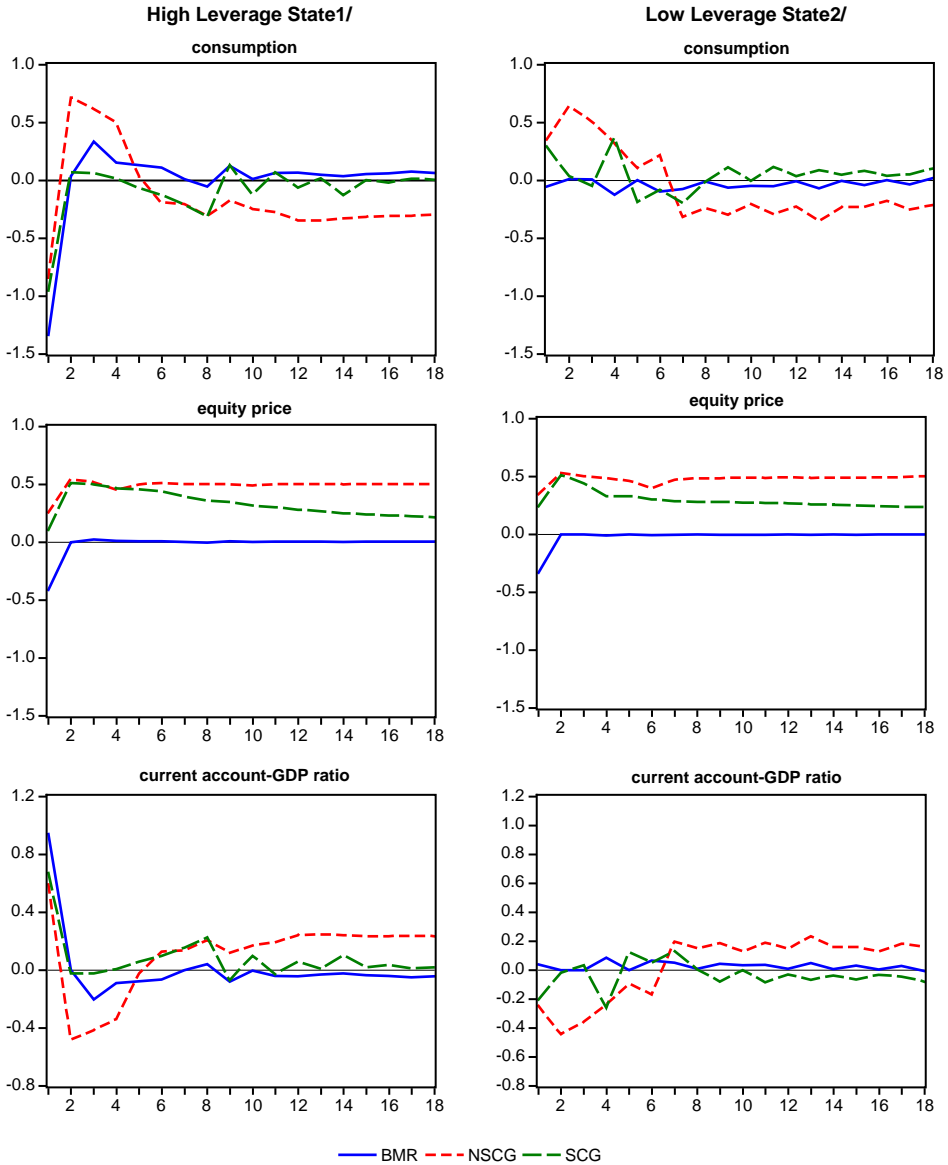 High Leverage State1/
Low Leverage State2/
consumption
consumption
1.0
0.5
0.0
-0.5
-1.0
-1.5
2 4 6 8 10 12 14 16 18
1.0
0.5
0.0
-0.5
-1.0
-1.5
2 4 6 8 10 12 14 16 18
equity price
equity price
1.0
0.5
0.0
-0.5
-1.0
-1.5
2 4 6 8 10 12 14 16 18
1.0
0.5
0.0
-0.5
-1.0
-1.5
2 4 6 8 10 12 14 16 18
current account-GDP ratio
current account-GDP ratio
1.2
0.8
0.4
0.0
-0.4
-0.8
2 4 6 8 10 12 14 16 18
1.2
1.0
0.8
0.6
0.4
0.2
0.0
-0.2
-0.4
-0.6
-0.8
2 4 6 8 10 12 14 16 18
BMR NSCG SCG